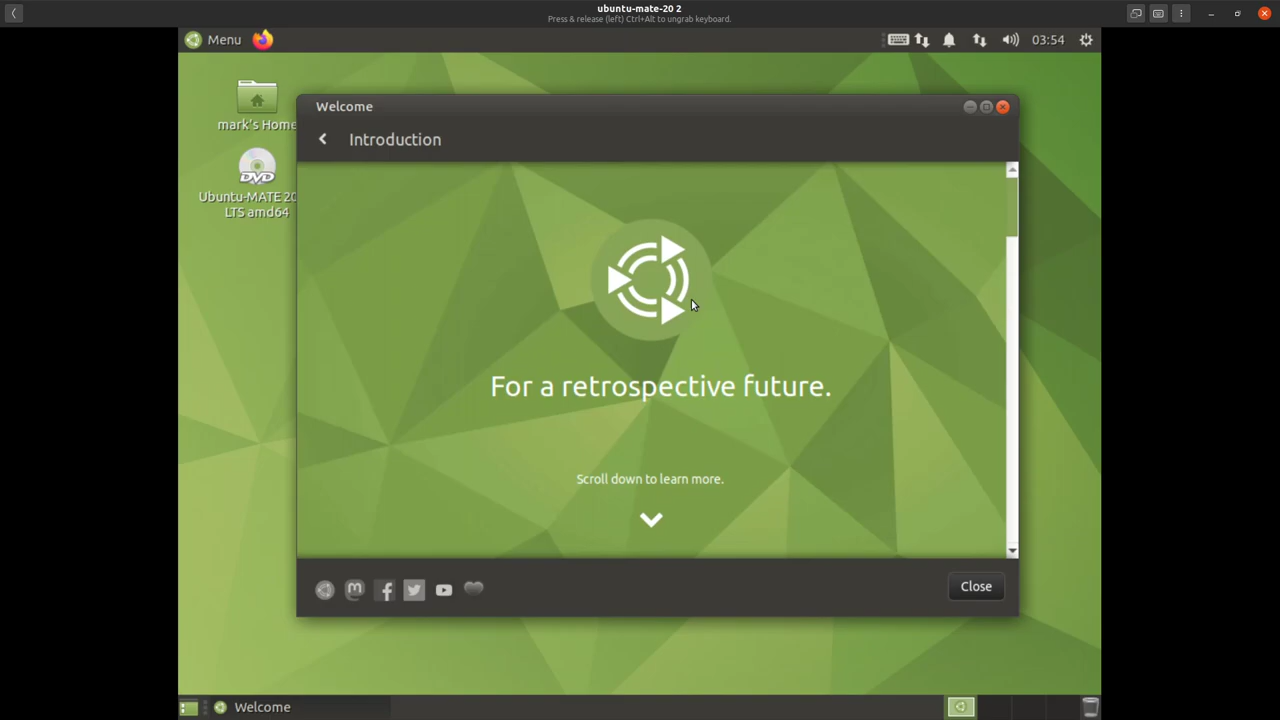 ubuntu-mate-20 2
Press & release (left) Ctrl+Alt to ungrab keyboard.
Menu
03:54
mark's Home
DVD
Ubuntu-MATE 20
LTS amd64
Welcome
Introduction
For a retrospective future.
Scroll down to learn more.
Close
Welcome